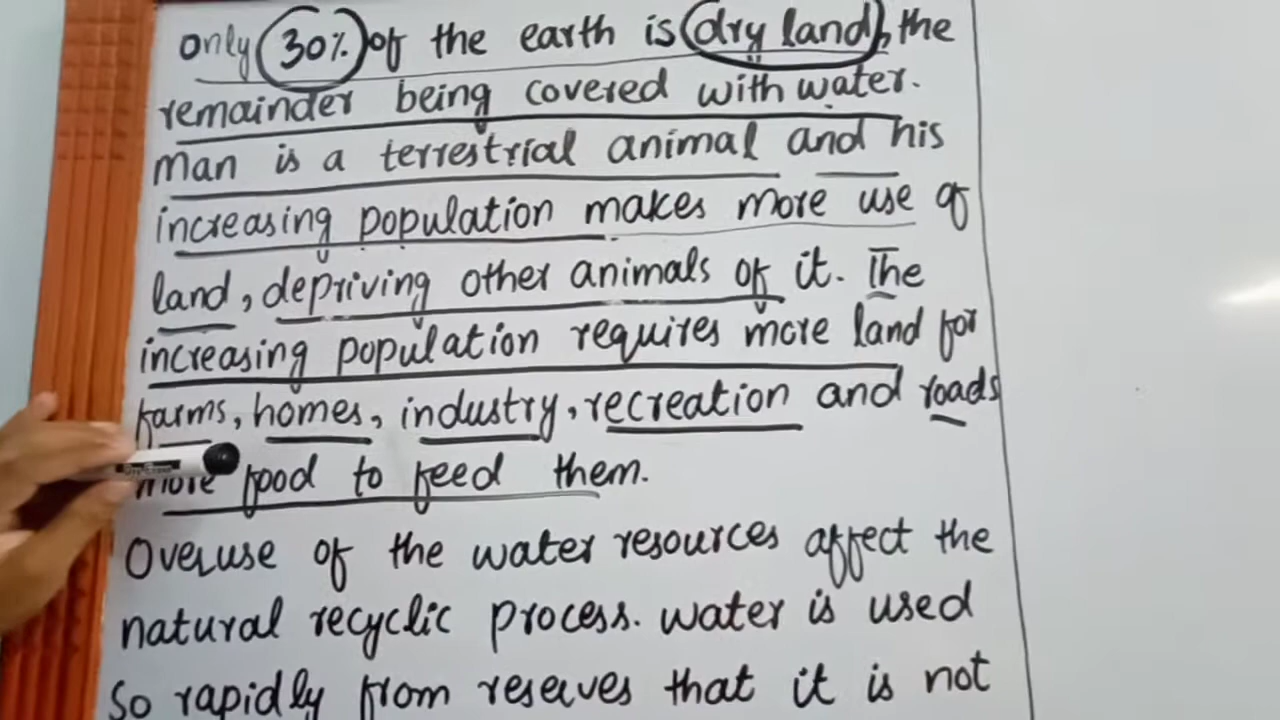 Only 30% of the earth is dry land, the
remainder being covered with water.
Man is a terrestrial animal and his
increasing population makes more use of
land, depriving other animals of it. The
increasing population requires more land for
farms, homes, industry, recreation and roads
more food to feed them.
Overuse of the water resources affect the
natural recyclic process. Water is used
So rapidly from reserves that it is not